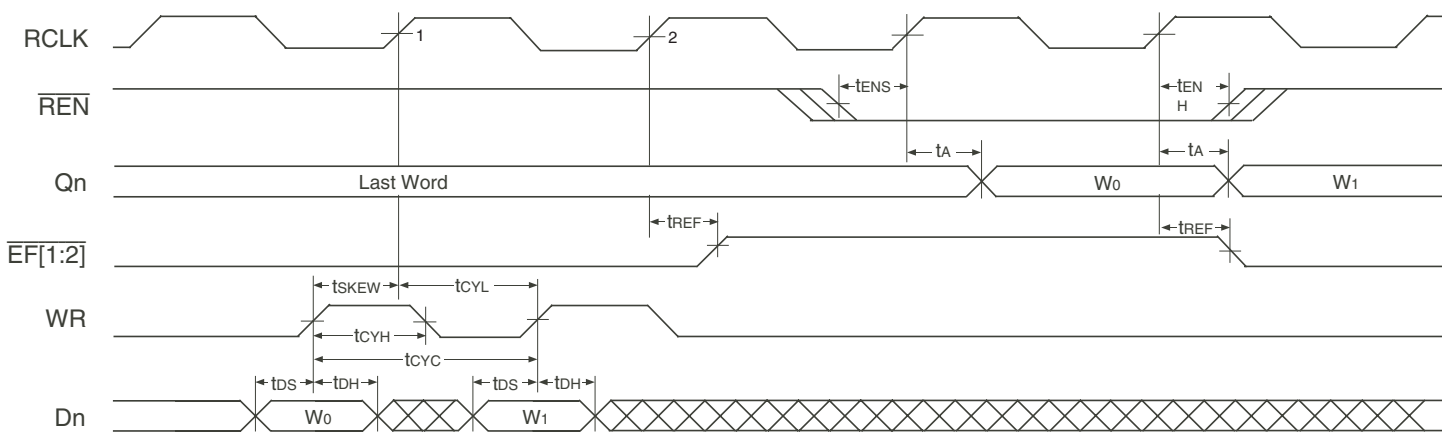 RCLK
1
2
REN
tENS
tEN
H
Qn
Last Word
tA
W0
tA
W1
EF[1:2]
tREF
tREF
WR
tSKEW
tCYL
tCYH
tCYC
Dn
tDS
tDH
tDS
tDH
W0
W1